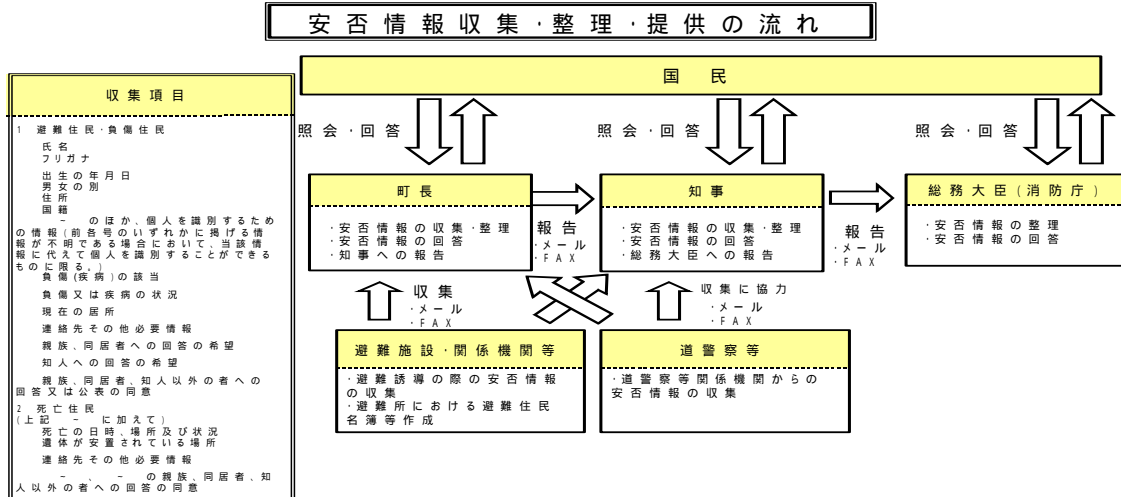 安否情報収集・整理・提供の流れ
国 民
収集項目
1 避難住民・負傷住民
氏名
フリガナ
出生の年月日
男女の別
住所
国籍
~ のほか、個人を識別するため
の情報(前各号のいずれかに掲げる情
報が不明である場合において、当該情
報に代えて個人を識別することができる
ものに限る。)
負傷(疾病)の該当
負傷又は疾病の状況
現在の居所
連絡先その他必要情報
親族、同居者への回答の希望
知人への回答の希望
親族、同居者、知人以外の者への
回答又は公表の同意
2 死亡住民
(上記 ~ に加えて)
死亡の日時、場所及び状況
遺体が安置されている場所
連絡先その他必要情報
~ 、 ~ の親族、同居者、知
人以外の者への回答の同意
照会・回答
照会・回答
照会・回答
町長
・安否情報の収集・整理
・安否情報の回答
・知事への報告
報告
・メール
・FAX
知事
・安否情報の収集・整理
・安否情報の回答
・総務大臣への報告
報告
・メール
・FAX
総務大臣(消防庁)
・安否情報の整理
・安否情報の回答
収集
・メール
・FAX
収集に協力
・メール
・FAX
避難施設・関係機関等
・避難誘導の際の安否情報
の収集
・避難所における避難住民
名簿等作成
道警察等
・道警察等関係機関からの
安否情報の収集